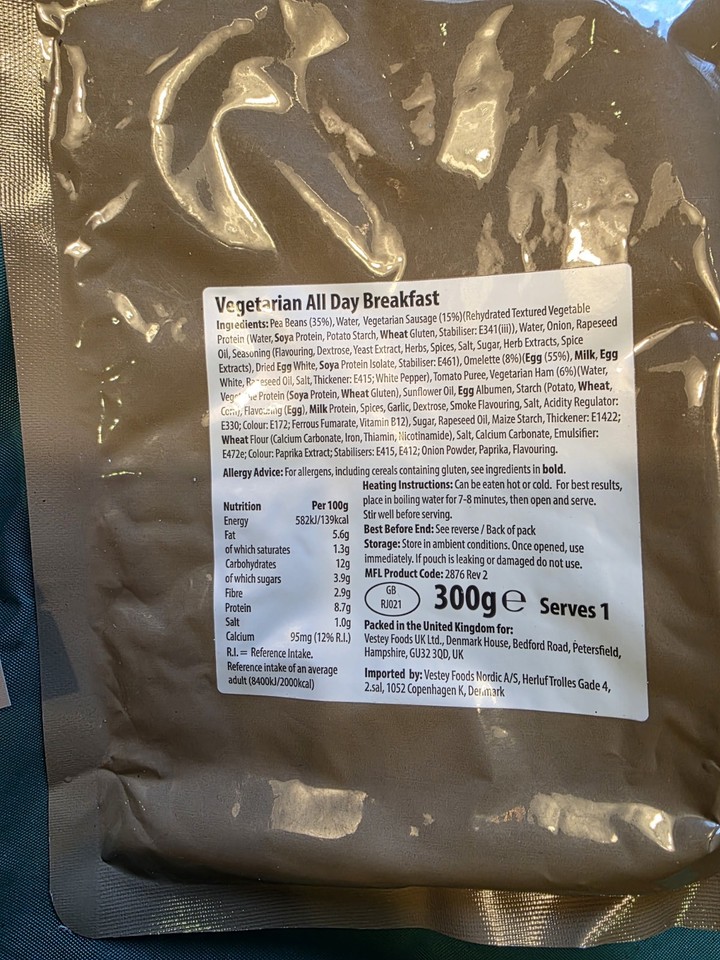 Vegetarian All Day Breakfast
Ingredients: Pea Beans (35%), Water, Vegetarian Sausage (15%)(Rehydrated Textured Vegetable
Protein (Water, Soya Protein, Potato Starch, Wheat Gluten, Stabiliser: E341(iii)), Water, Onion, Rapeseed
Oil, Seasoning (Flavouring, Dextrose, Yeast Extract, Herbs, Spices, Salt, Sugar, Herb Extracts, Spice
Extracts), Dried Egg White, Soya Protein Isolate, Stabiliser: E461), Omelette (8%)(Egg (55%), Milk, Egg
White, Rapeseed Oil, Salt, Thickener: E415; White Pepper), Tomato Puree, Vegetarian Ham (6%)(Water,
Vegetable Protein (Soya Protein, Wheat Gluten), Sunflower Oil, Egg Albumen, Starch (Potato, Wheat,
Corn), Flavouring (Egg), Milk Protein, Spices, Garlic, Dextrose, Smoke Flavouring, Salt, Acidity Regulator:
E330; Colour: E172; Ferrous Fumarate, Vitamin B12), Sugar, Rapeseed Oil, Maize Starch, Thickener: E1422;
Wheat Flour (Calcium Carbonate, Iron, Thiamin, Nicotinamide), Salt, Calcium Carbonate, Emulsifier:
E472e; Colour: Paprika Extract; Stabilisers: E415, E412; Onion Powder, Paprika, Flavouring.
Allergy Advice: For allergens, including cereals containing gluten, see ingredients in bold.
Nutrition Per 100g
Energy 582kJ/139kcal
Fat 5.6g
of which saturates 1.3g
Carbohydrates 12g
of which sugars 3.9g
Fibre 2.9g
Protein 8.7g
Salt 1.0g
Calcium 95mg (12% R.I.)
R.I. = Reference Intake.
Reference intake of an average
adult (8400kJ/2000kcal)
Heating Instructions: Can be eaten hot or cold. For best results,
place in boiling water for 7-8 minutes, then open and serve.
Stir well before serving.
Best Before End: See reverse / Back of pack
Storage: Store in ambient conditions. Once opened, use
immediately. If pouch is leaking or damaged do not use.
MFL Product Code: 2876 Rev 2
GB
RJ021
300g e Serves 1
Packed in the United Kingdom for:
Vestey Foods UK Ltd., Denmark House, Bedford Road, Petersfield,
Hampshire, GU32 3QD, UK
Imported by: Vestey Foods Nordic A/S, Herluf Trolles Gade 4,
2.sal, 1052 Copenhagen K, Denmark